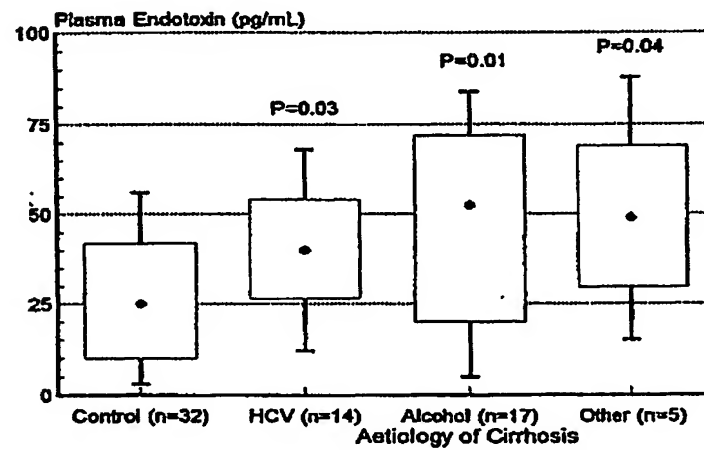 Plasma Endotoxin (pg/mL)
100
P=0.01
P=0.04
P=0.03
75
50
25
0
Control (n=32) HCV (n=14) Alcohol (n=17) Other (n=5)
Aetiology of Cirrhosis